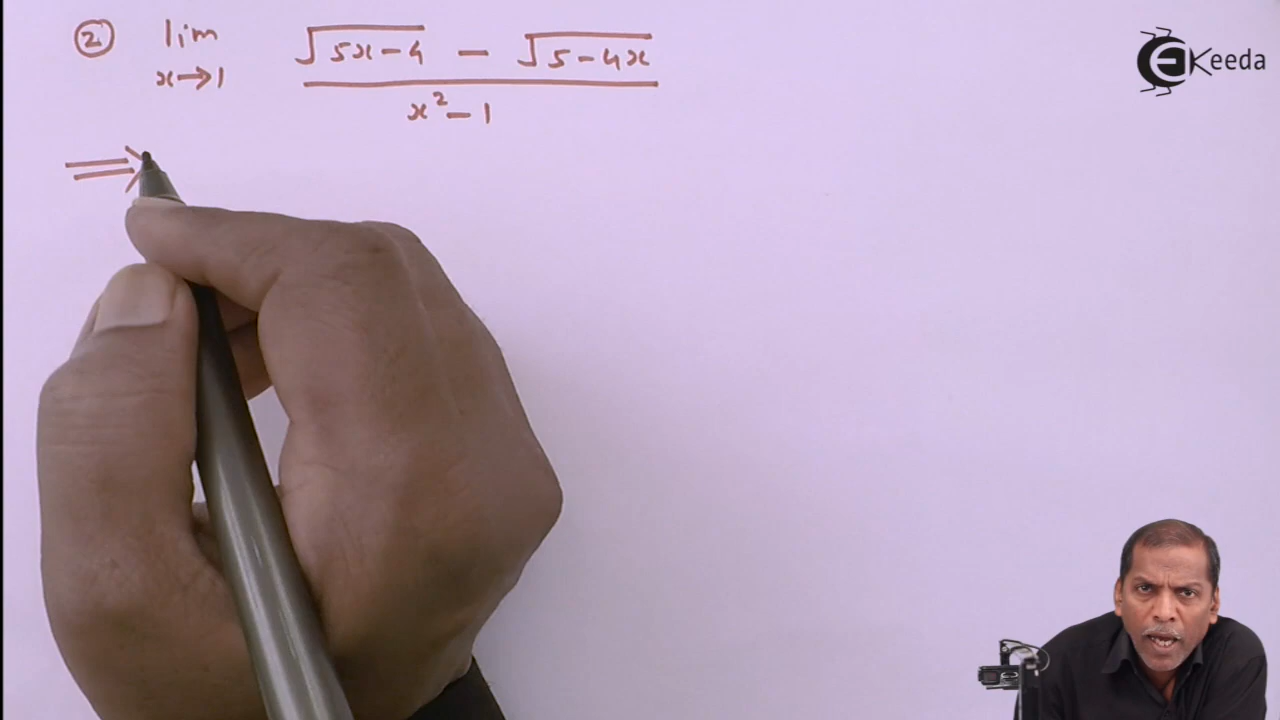 ② lim x→1 √(5x-4) - √(5-4x) / x² - 1
⇒
EKeeda